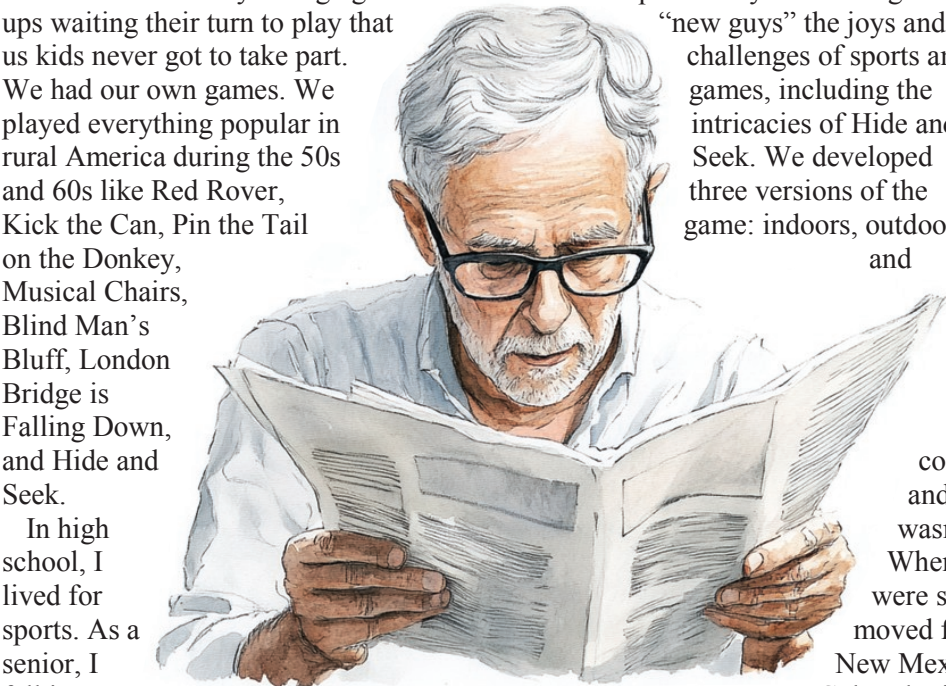 ups waiting their turn to play that
us kids never got to take part.
We had our own games. We
played everything popular in
rural America during the 50s
and 60s like Red Rover,
Kick the Can, Pin the Tail
on the Donkey,
Musical Chairs,
Blind Man’s
Bluff, London
Bridge is
Falling Down,
and Hide and
Seek.
In high
school, I
lived for
sports. As a
senior, I
“new guys” the joys and
challenges of sports
games, including the
intricacies of Hide and
Seek. We developed
three versions of the
game: indoors,
and
and
were
moved
New